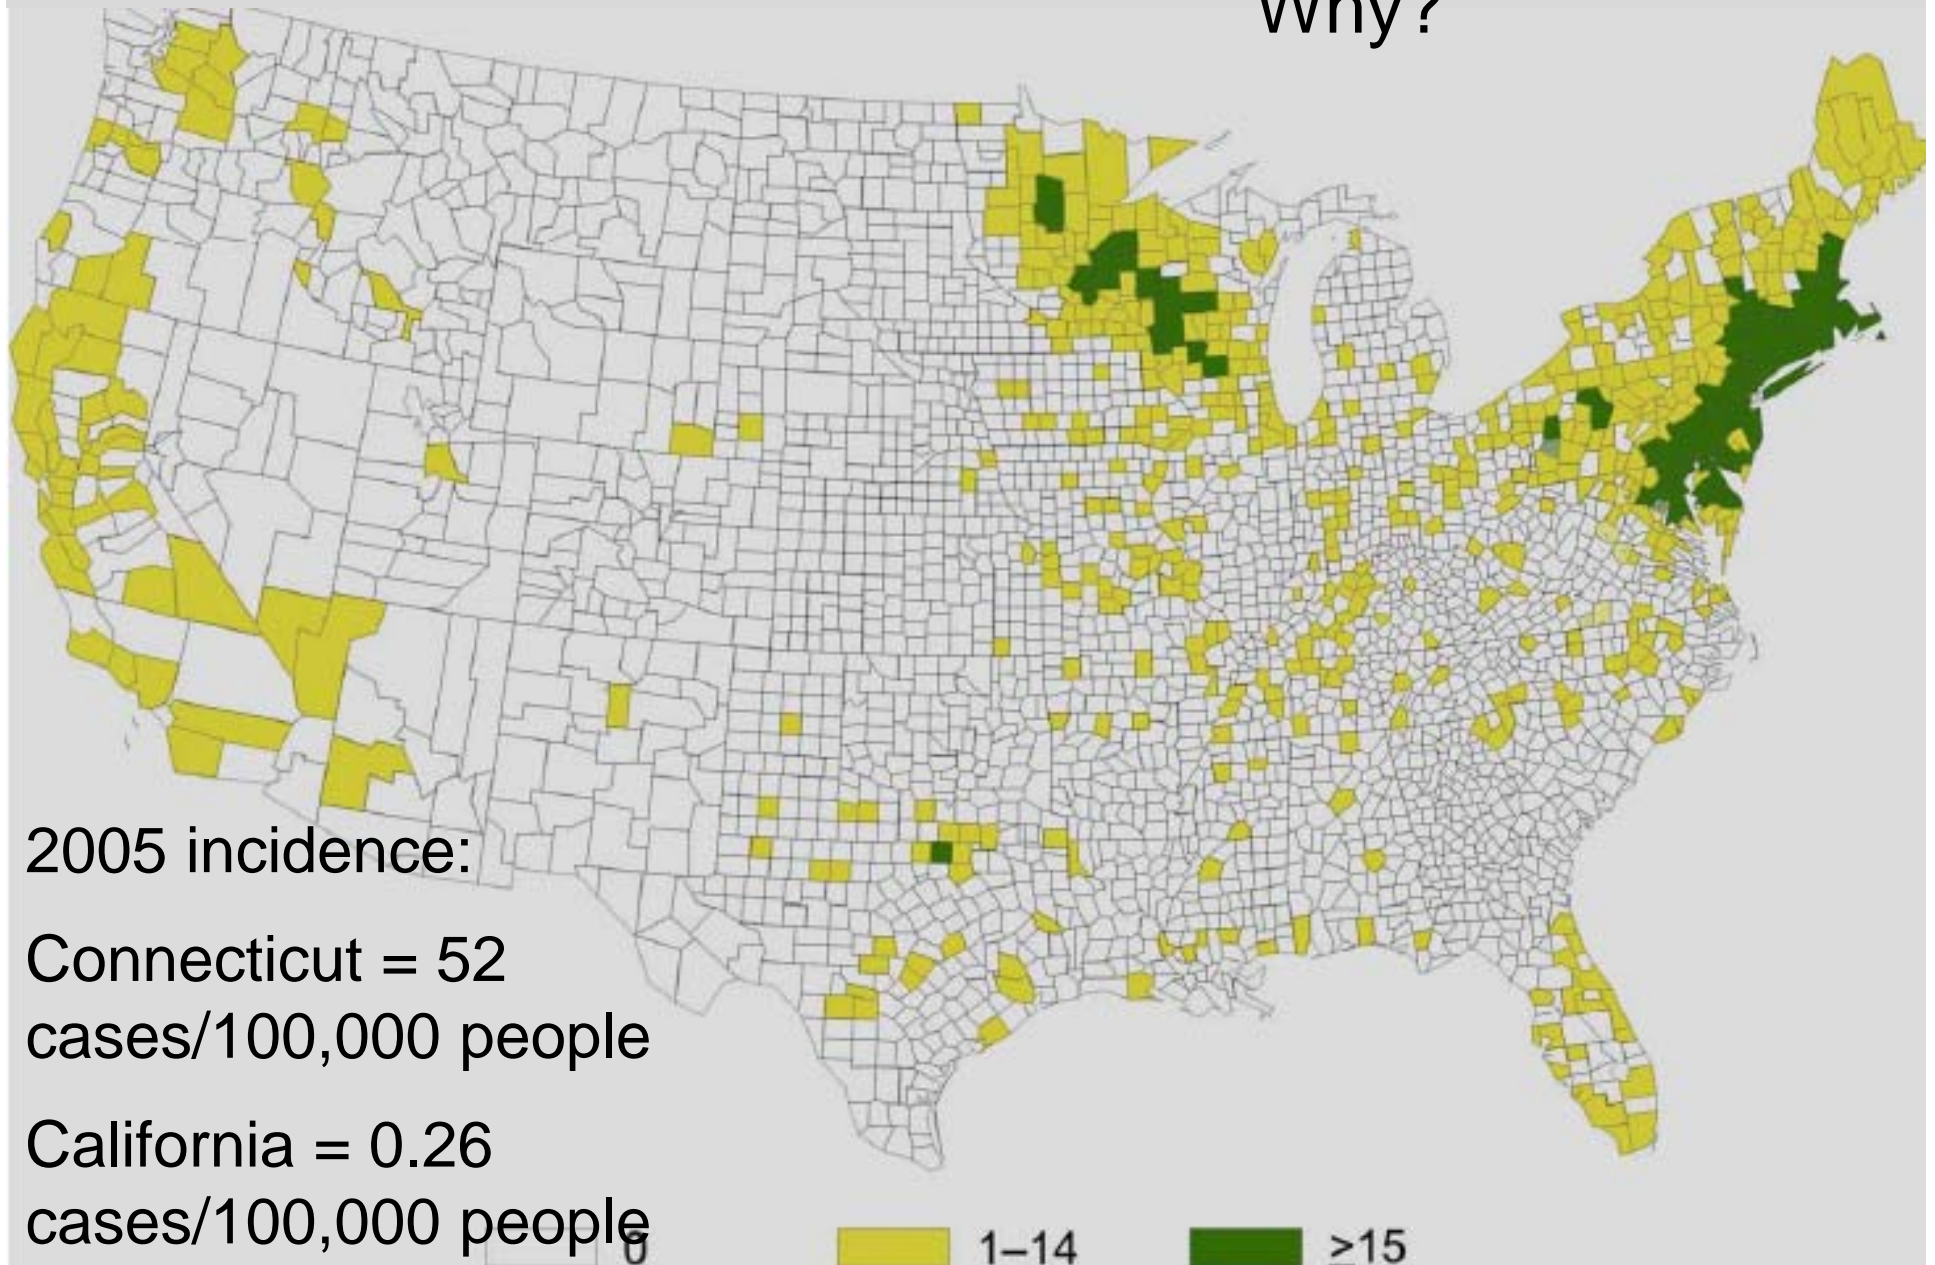 Why?
2005 incidence:
Connecticut = 52
cases/100,000 people
California = 0.26
cases/100,000 people
0
1–14
≥15